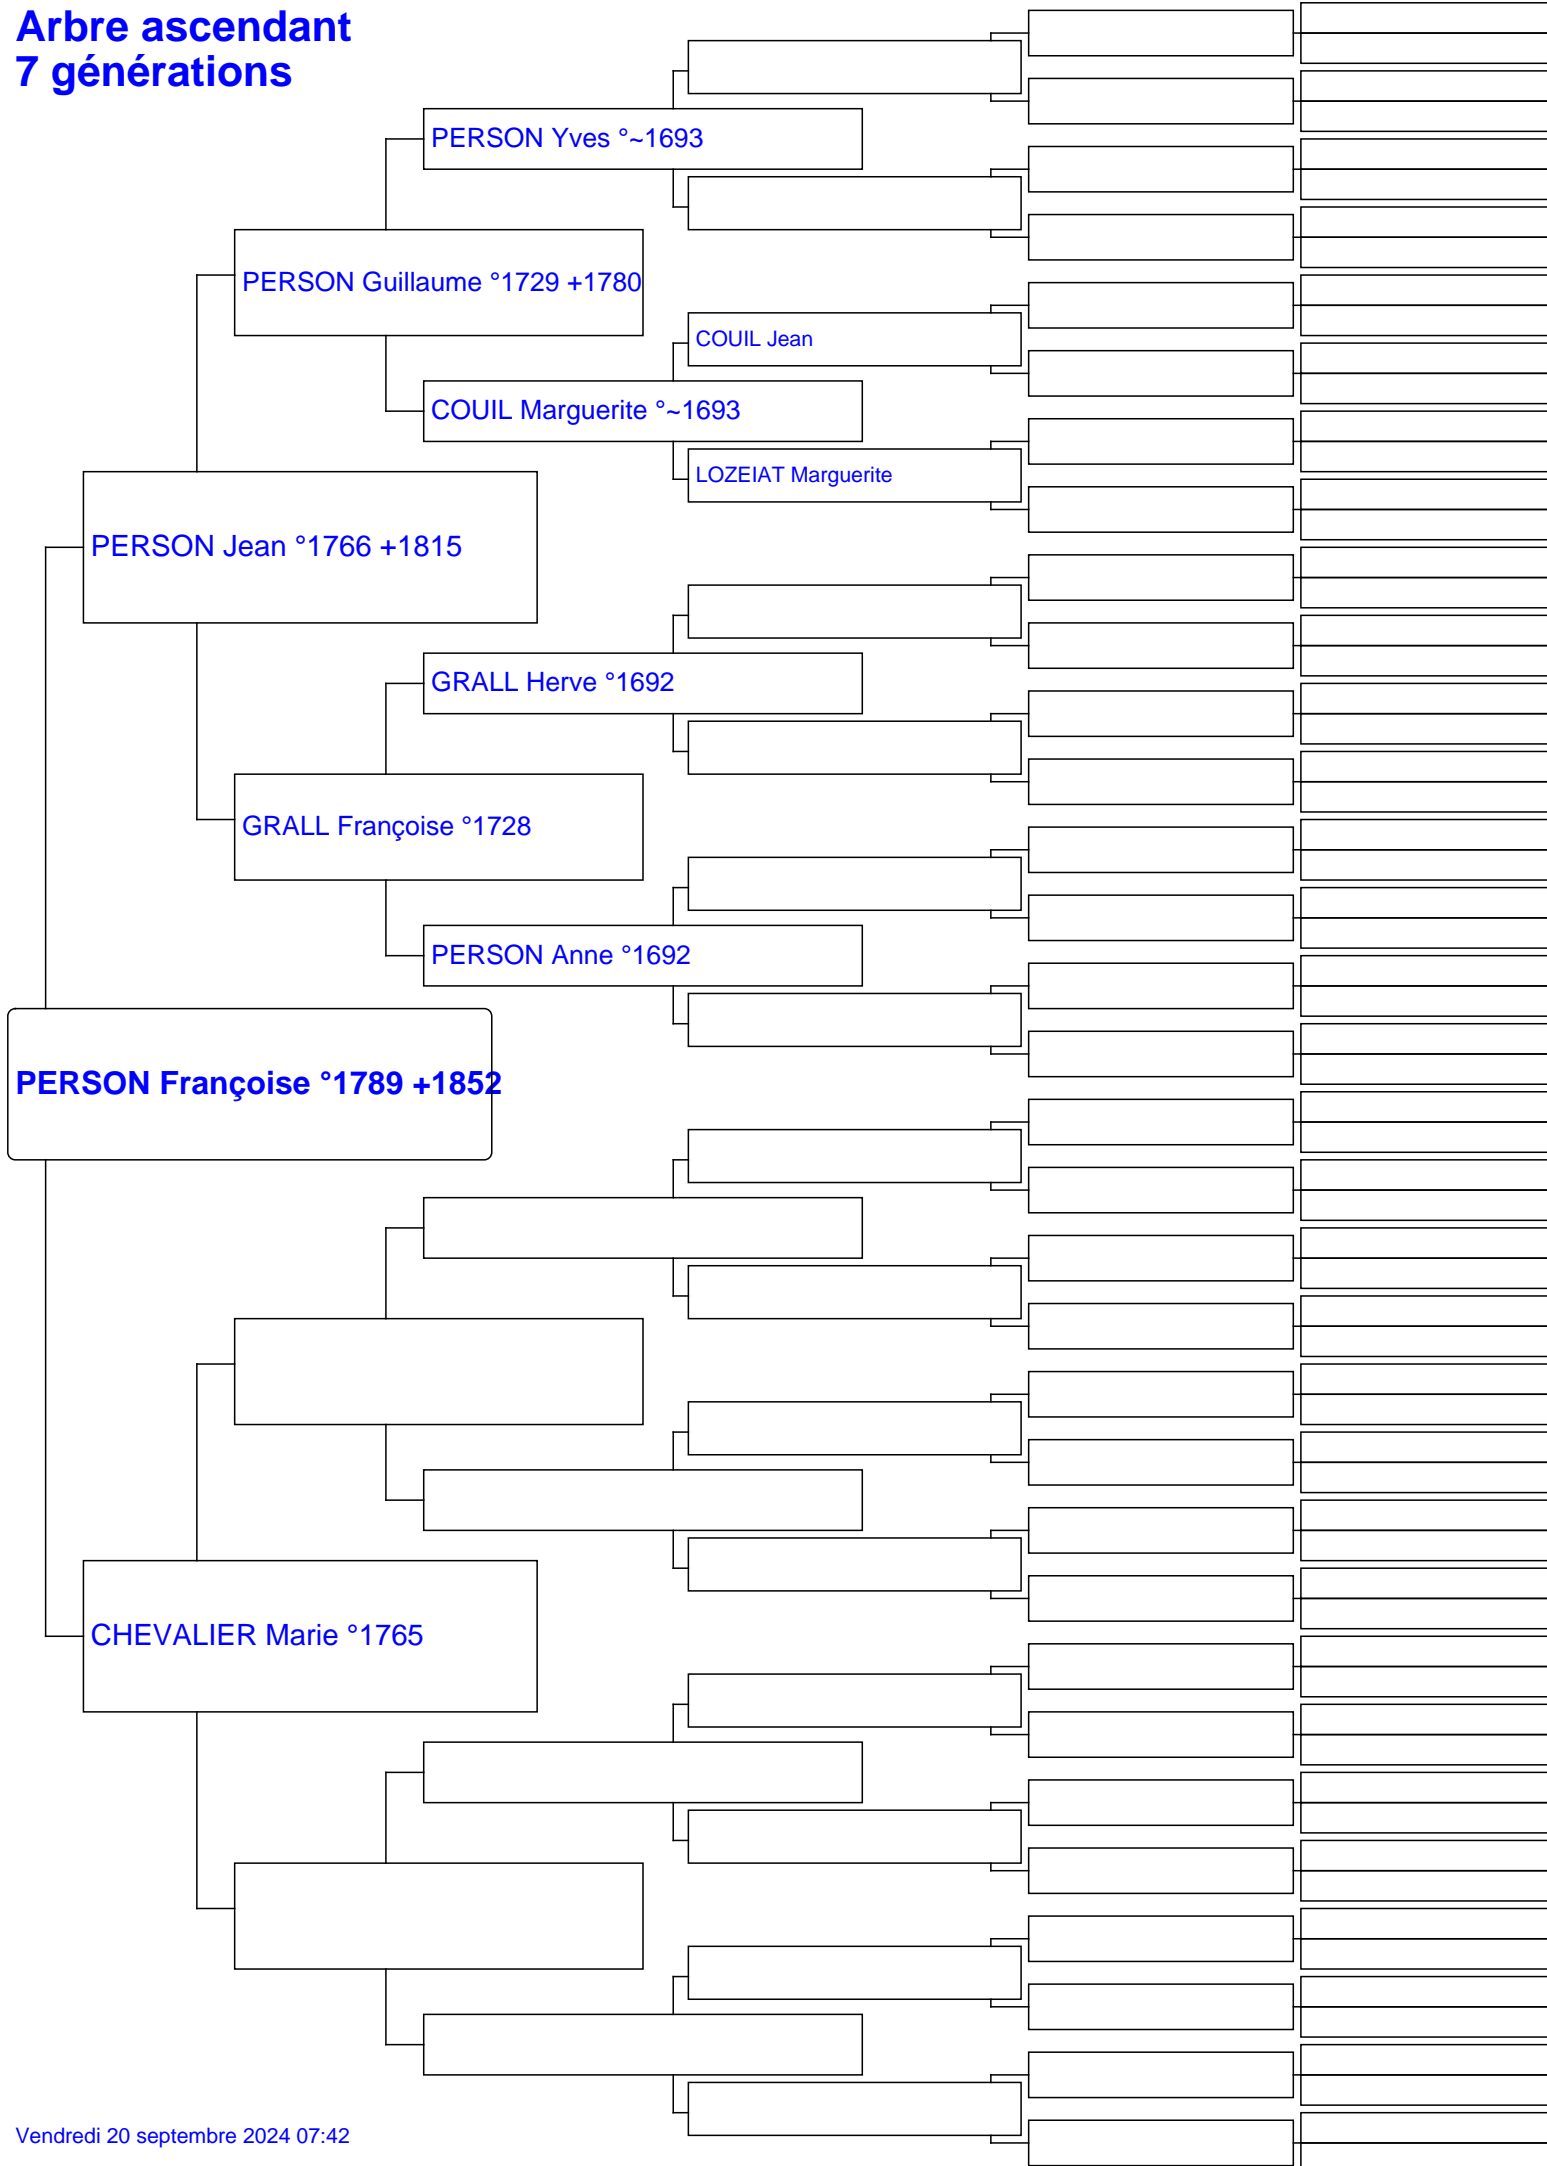 Arbre ascendant
7 générations
PERSON Yves °~1693
PERSON Guillaume °1729 +1780
COUIL Jean
COUIL Marguerite °~1693
LOZEIAT Marguerite
PERSON Jean °1766 +1815
GRALL Herve °1692
GRALL Françoise °1728
PERSON Anne °1692
PERSON Françoise °1789 +1852
CHEVALIER Marie °1765
Vendredi 20 septembre 2024 07:42